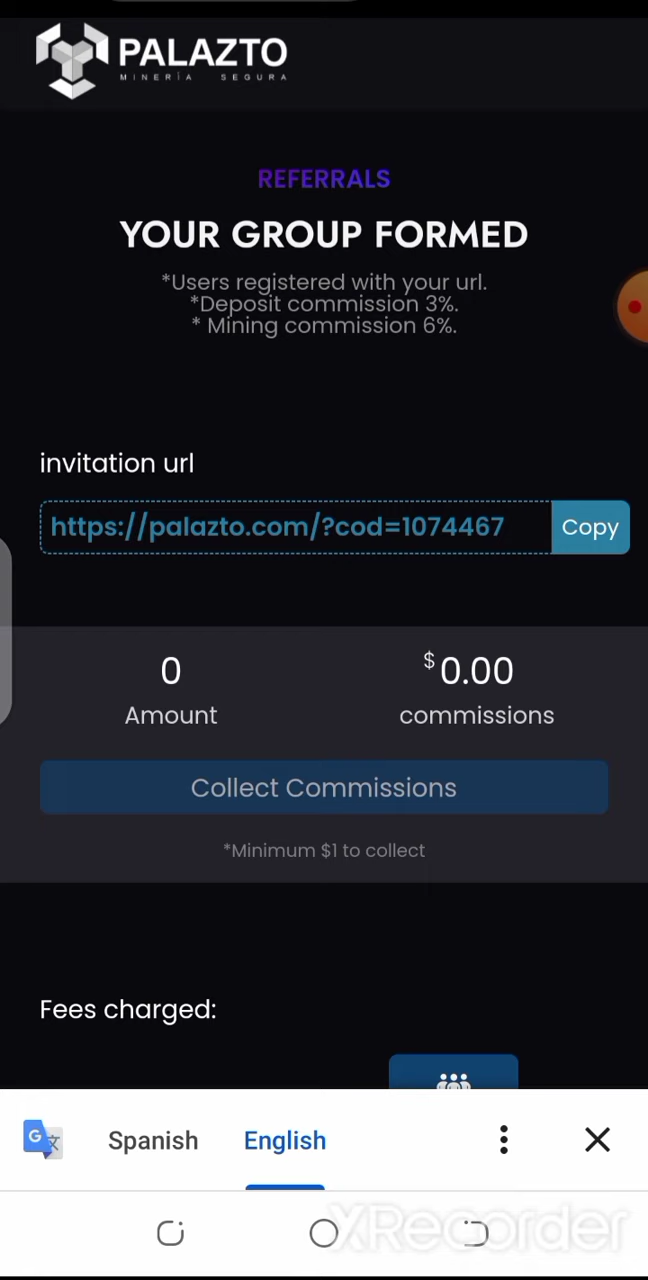 PALAZTO
MINERÍA SEGURA
REFERRALS
YOUR GROUP FORMED
*Users registered with your url.
*Deposit commission 3%.
* Mining commission 6%.
invitation url
https://palazto.com/?cod=1074467
Copy
0
$0.00
Amount
commissions
Collect Commissions
*Minimum $1 to collect
Fees charged:
G 文
Spanish
English
XRecorder